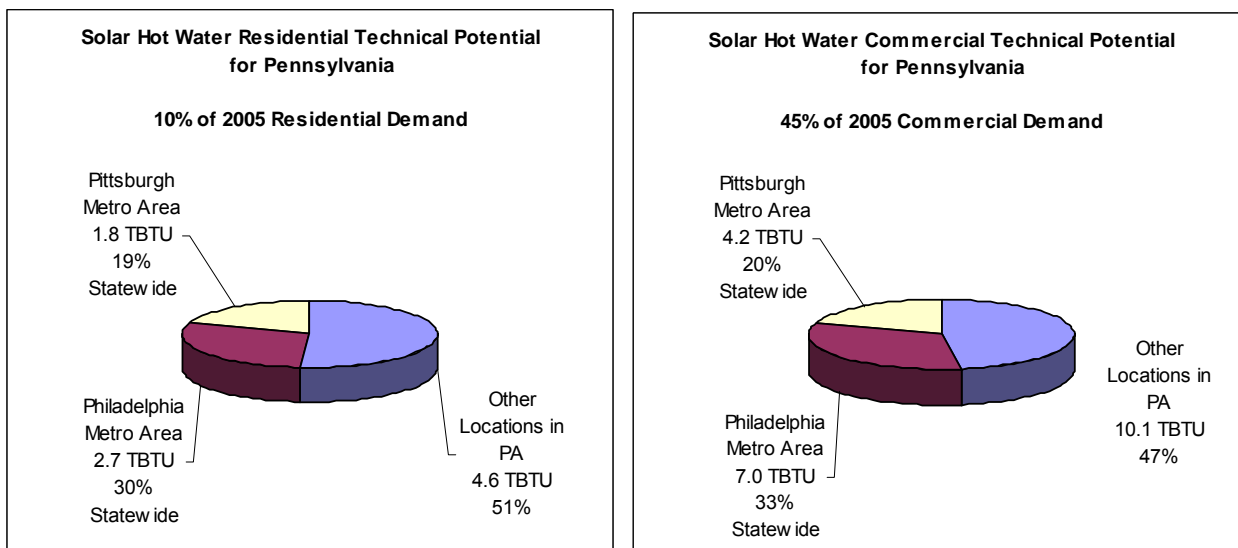 Solar Hot Water Residential Technical Potential
for Pennsylvania
10% of 2005 Residential Demand
Pittsburgh
Metro Area
1.8 TBTU
19%
Statewide
Philadelphia
Metro Area
2.7 TBTU
30%
Statewide
Other
Locations in
PA
4.6 TBTU
51%
Solar Hot Water Commercial Technical Potential
for Pennsylvania
45% of 2005 Commercial Demand
Pittsburgh
Metro Area
4.2 TBTU
20%
Statewide
Philadelphia
Metro Area
7.0 TBTU
33%
Statewide
Other
Locations in
PA
10.1 TBTU
47%